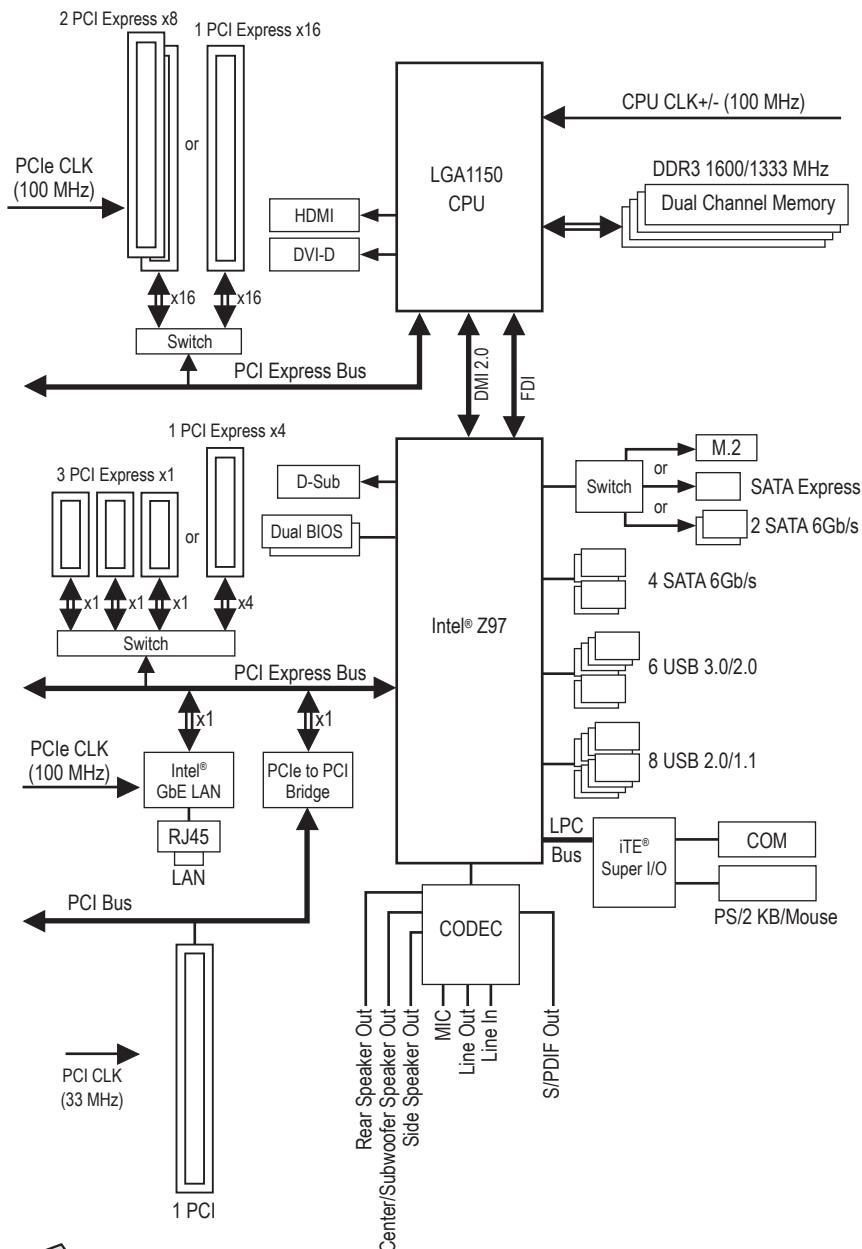 2 PCI Express x8
1 PCI Express x16
or
PCIe CLK
(100 MHz)
x16
x16
Switch
PCI Express Bus
LGA1150
CPU
CPU CLK+/- (100 MHz)
DDR3 1600/1333 MHz
Dual Channel Memory
HDMI
DVI-D
DMI 2.0
FDI
1 PCI Express x4
3 PCI Express x1
or
x1
x1
x1
x4
Switch
PCI Express Bus
D-Sub
Dual BIOS
Intel® Z97
Switch
M.2
or
SATA Express
or
2 SATA 6Gb/s
4 SATA 6Gb/s
6 USB 3.0/2.0
8 USB 2.0/1.1
x1
x1
PCIe CLK
(100 MHz)
Intel®
GbE LAN
PCIe to PCI
Bridge
RJ45
LAN
LPC
Bus
iTE®
Super I/O
COM
PS/2 KB/Mouse
PCI Bus
CODEC
Rear Speaker Out
Center/Subwoofer Speaker Out
Side Speaker Out
MIC
Line Out
Line In
S/PDIF Out
PCI CLK
(33 MHz)
1 PCI